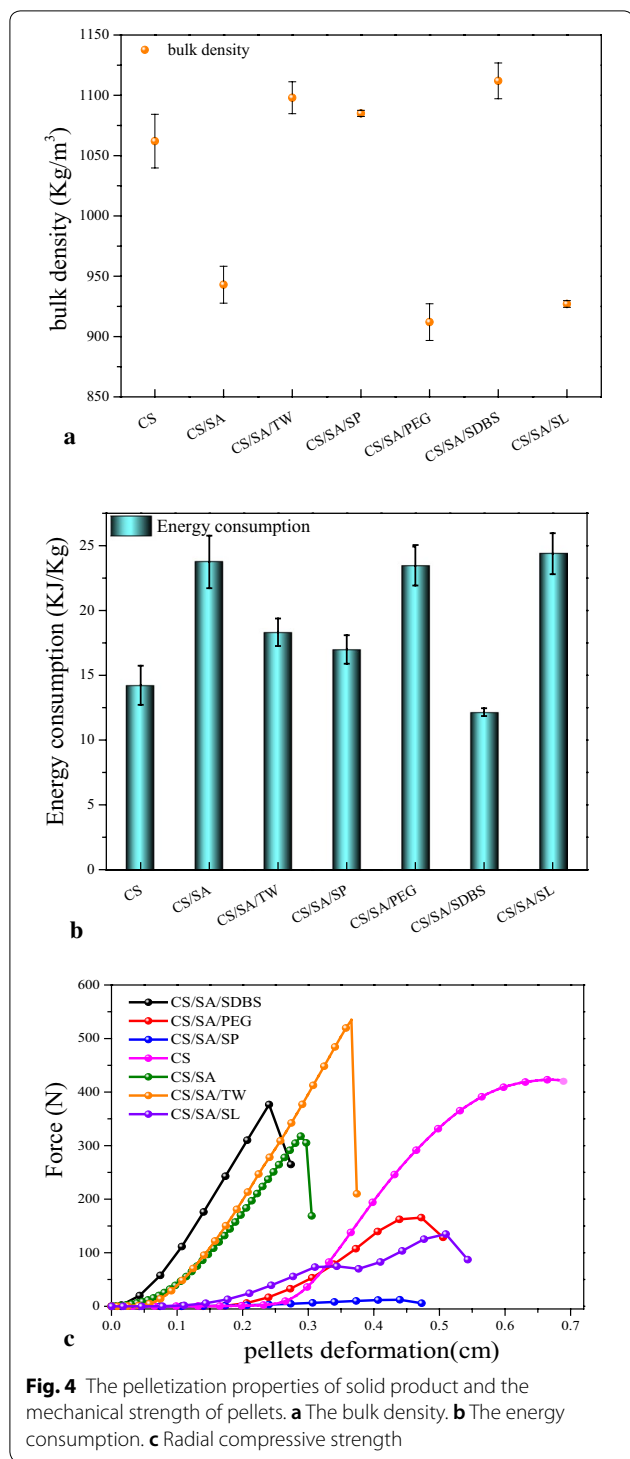 1150
1100
1050
1000
950
900
850
bulk density (Kg/m³)
bulk density
CS
CS/SA
CS/SA/TW
CS/SA/SP
CS/SA/PEG
CS/SA/SDBS
CS/SA/SL
a
25
20
15
10
5
0
Energy consumption (KJ/Kg)
Energy consumption
CS
CS/SA
CS/SA/TW
CS/SA/SP
CS/SA/PEG
CS/SA/SDBS
CS/SA/SL
b
600
500
400
300
200
100
0
Force (N)
CS/SA/SDBS
CS/SA/PEG
CS/SA/SP
CS
CS/SA
CS/SA/TW
CS/SA/SL
0.0 0.1 0.2 0.3 0.4 0.5 0.6 0.7
pellets deformation(cm)
c
Fig. 4 The pelletization properties of solid product and the
mechanical strength of pellets. a The bulk density. b The energy
consumption. c Radial compressive strength